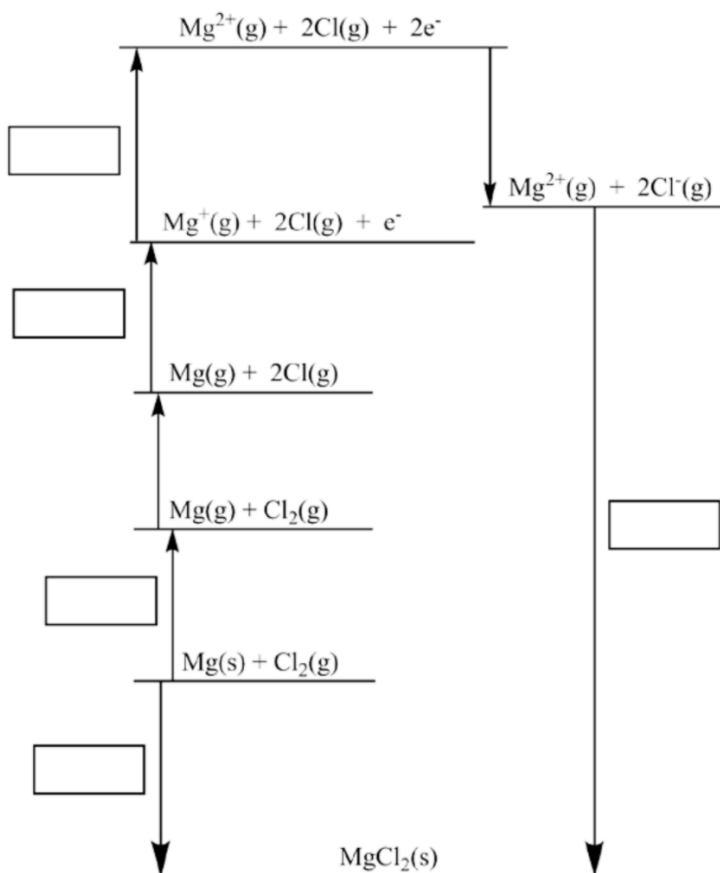 Mg²⁺(g) + 2Cl(g) + 2e⁻
Mg²⁺(g) + 2Cl⁻(g)
Mg⁺(g) + 2Cl(g) + e⁻
Mg(g) + 2Cl(g)
Mg(g) + Cl₂(g)
Mg(s) + Cl₂(g)
MgCl₂(s)